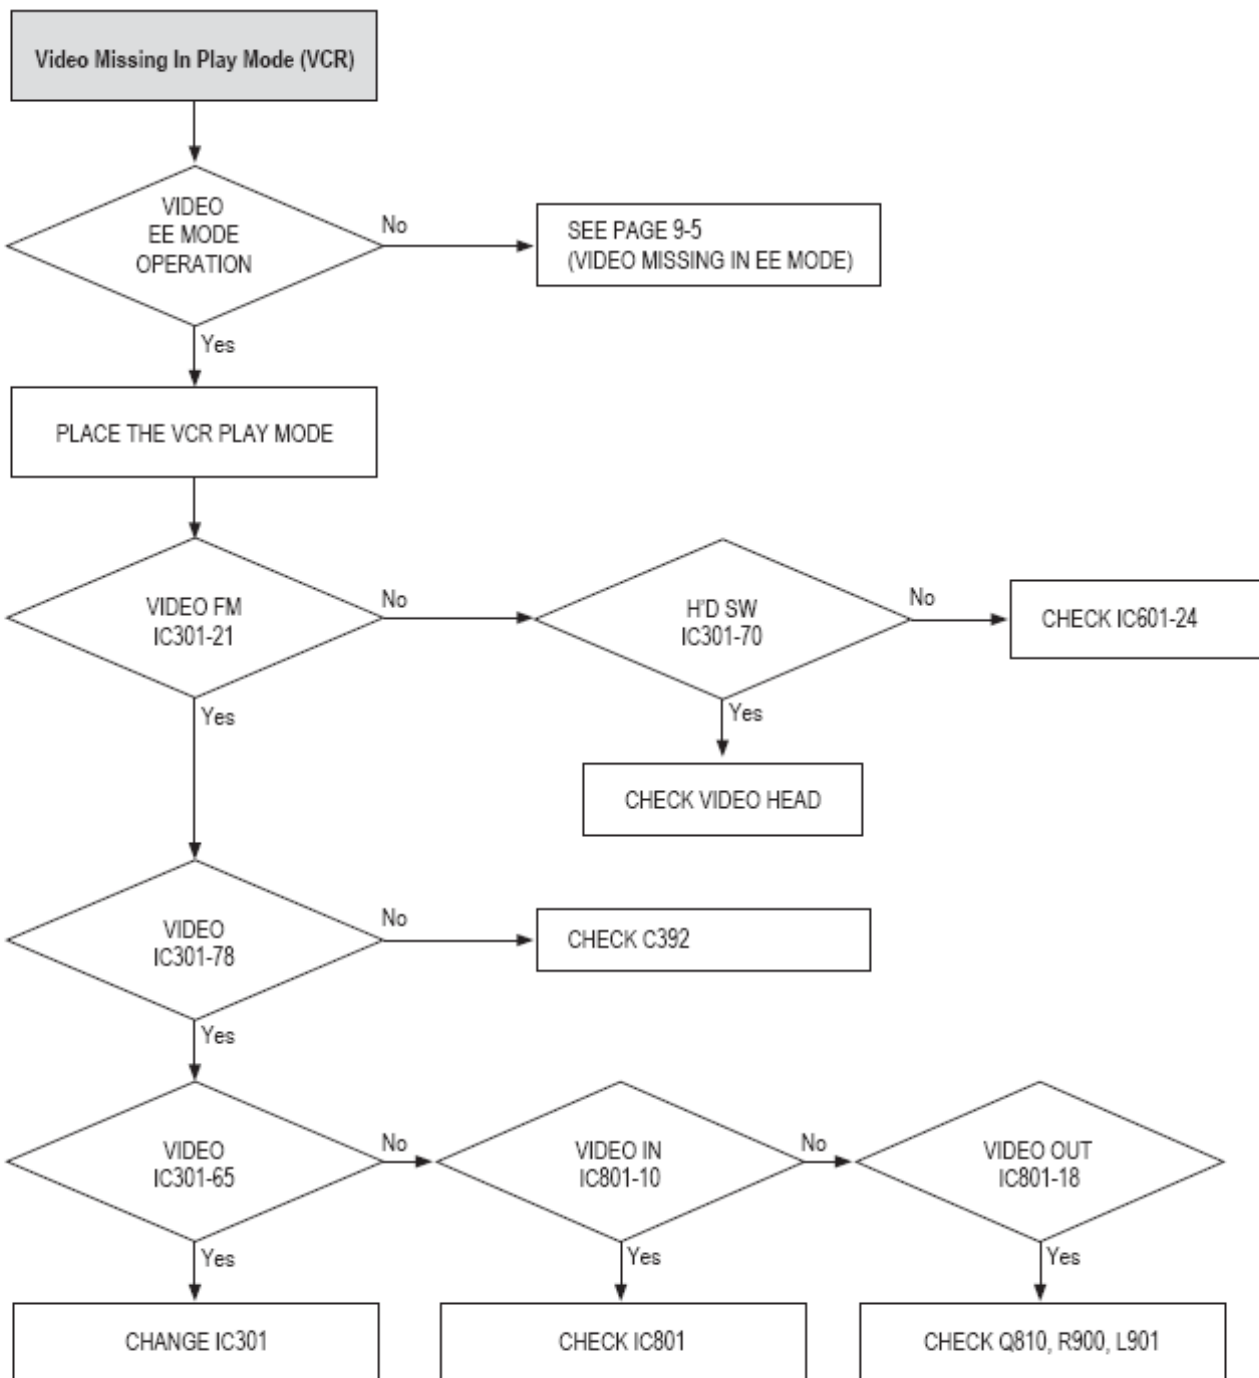 Video Missing In Play Mode (VCR)
VIDEO
EE MODE
OPERATION
No
SEE PAGE 9-5
(VIDEO MISSING IN EE MODE)
Yes
PLACE THE VCR PLAY MODE
VIDEO FM
IC301-21
No
H'D SW
IC301-70
No
CHECK IC601-24
Yes
Yes
CHECK VIDEO HEAD
VIDEO
IC301-78
No
CHECK C392
Yes
VIDEO
IC301-65
No
VIDEO IN
IC801-10
No
VIDEO OUT
IC801-18
Yes
Yes
Yes
CHANGE IC301
CHECK IC801
CHECK Q810, R900, L901